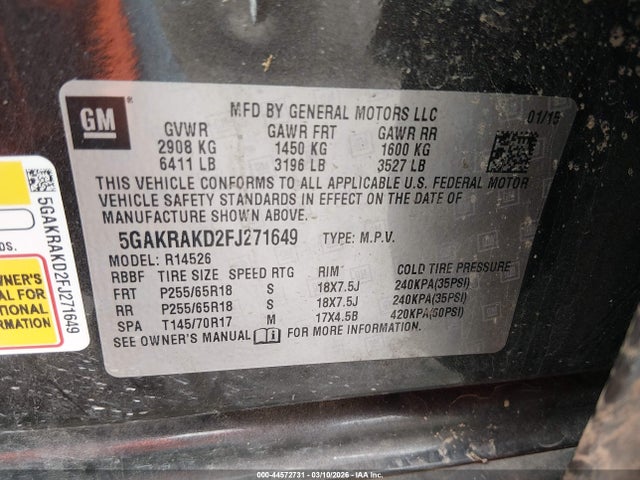 GM
MFD BY GENERAL MOTORS LLC
01/15
GVWR GAWR FRT GAWR RR
2908 KG 1450 KG 1600 KG
6411 LB 3196 LB 3527 LB
THIS VEHICLE CONFORMS TO ALL APPLICABLE U.S. FEDERAL MOTOR
VEHICLE SAFETY STANDARDS IN EFFECT ON THE DATE OF
MANUFACTURE SHOWN ABOVE.
5GAKRAKD2FJ271649 TYPE: M.P.V.
MODEL: R14526
RBBF TIRE SIZE SPEED RTG RIM COLD TIRE PRESSURE
FRT P255/65R18 S 18X7.5J 240KPA(35PSI)
RR P255/65R18 S 18X7.5J 240KPA(35PSI)
SPA T145/70R17 M 17X4.5B 420KPA(60PSI)
SEE OWNER'S MANUAL FOR MORE INFORMATION.
5GAKRAKD2FJ271649
DS.
WNER'S
AL FOR
TIONAL
MATION
000-44572731 - 03/10/2026 - IAA Inc.